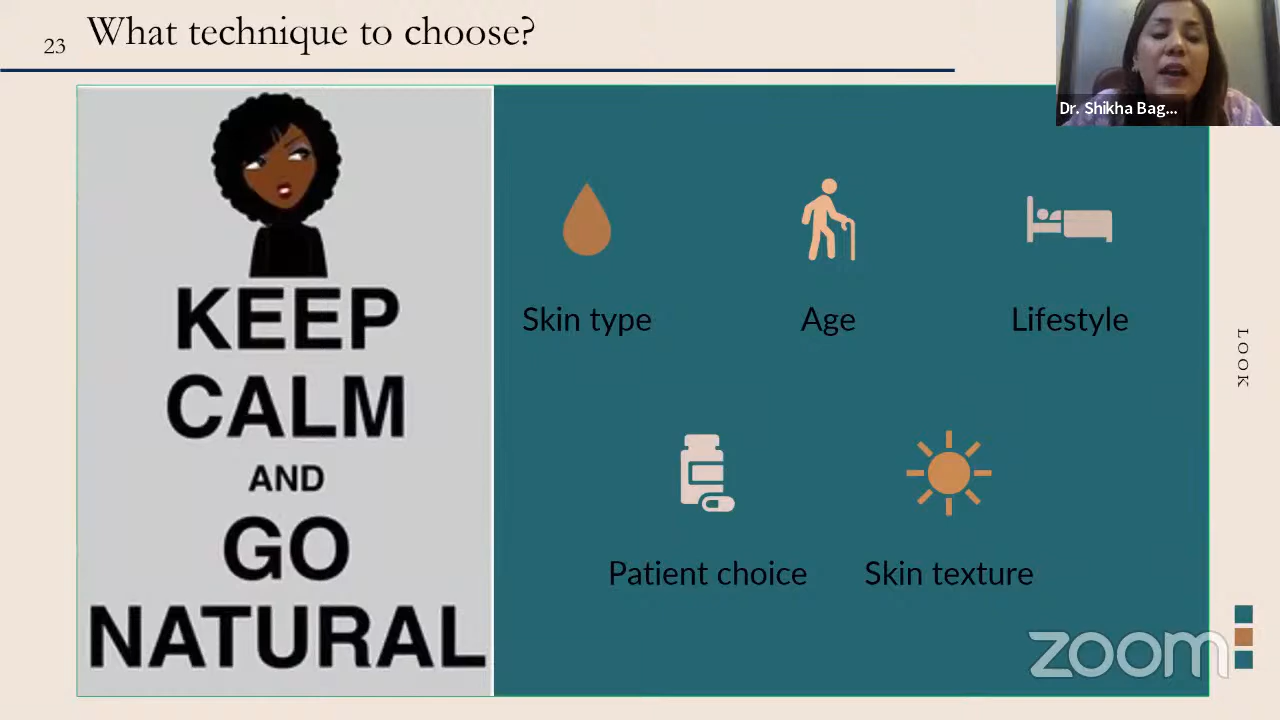 23
What technique to choose?
Dr. Shikha Bag...
KEEP
CALM
AND
GO
NATURAL
Skin type
Age
Lifestyle
Patient choice
Skin texture
LOOK
zoom